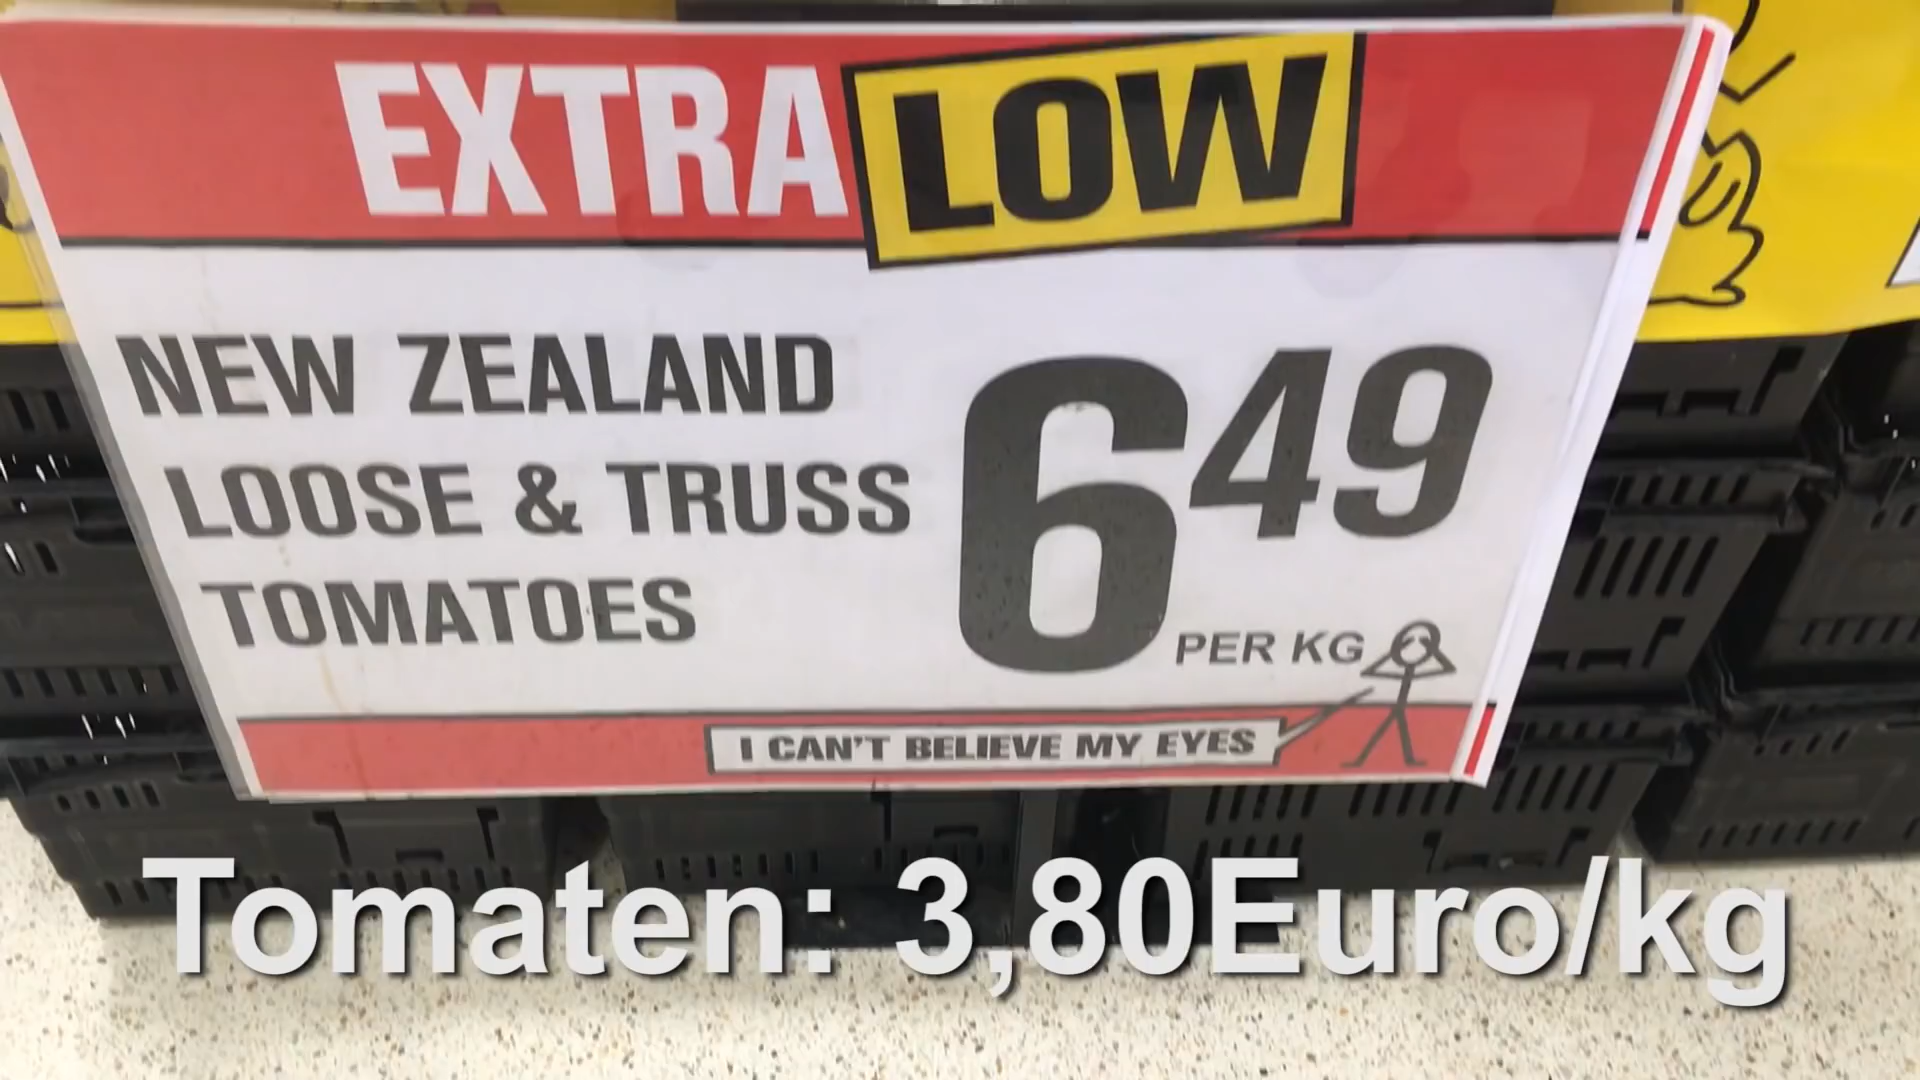 EXTRA LOW
NEW ZEALAND
LOOSE & TRUSS
TOMATOES
6 49
PER KG
I CAN'T BELIEVE MY EYES
Tomaten: 3,80Euro/kg